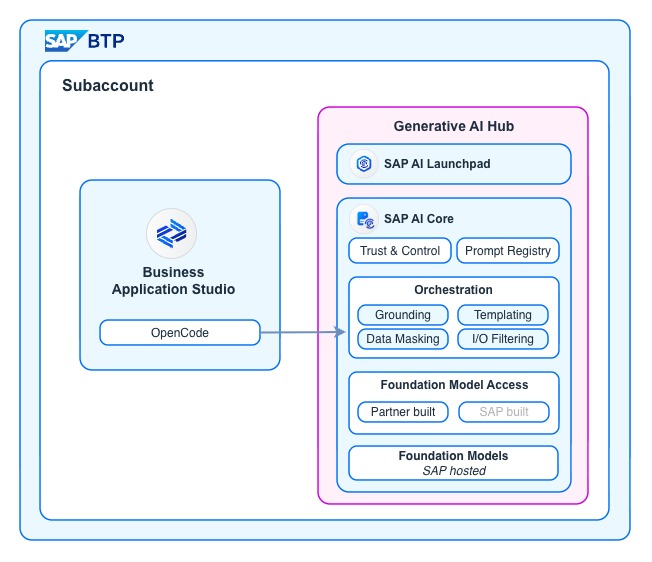 SAP BTP
Subaccount
Business
Application Studio
OpenCode
Generative AI Hub
SAP AI Launchpad
SAP AI Core
Trust & Control
Prompt Registry
Orchestration
Grounding
Templating
Data Masking
I/O Filtering
Foundation Model Access
Partner built
SAP built
Foundation Models
SAP hosted